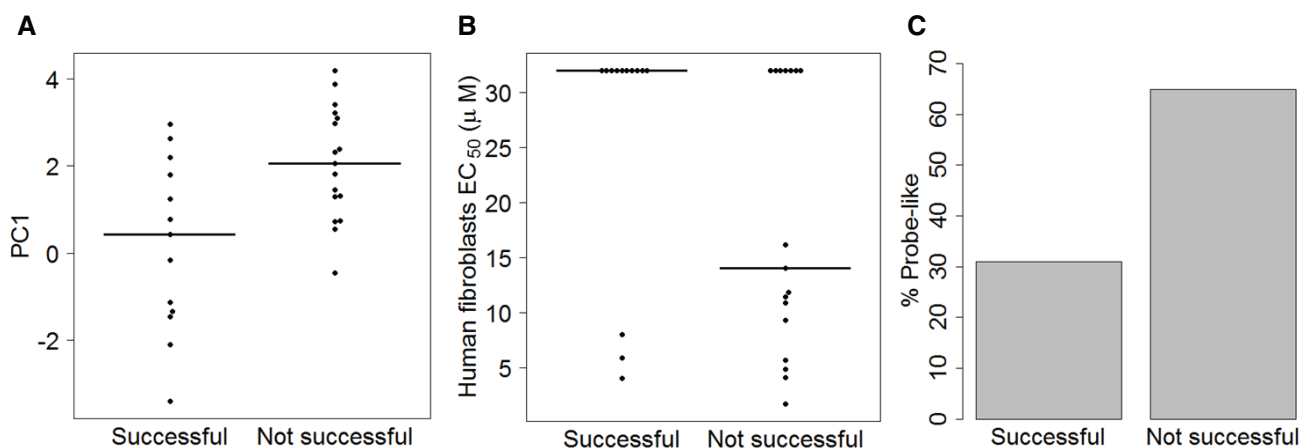 A
PC1
4
2
0
-2
Successful Not successful
B
Human fibroblasts EC50 (μ M)
30
25
20
15
10
5
Successful Not successful
C
% Probe-like
70
60
50
40
30
20
10
0
Successful Not successful